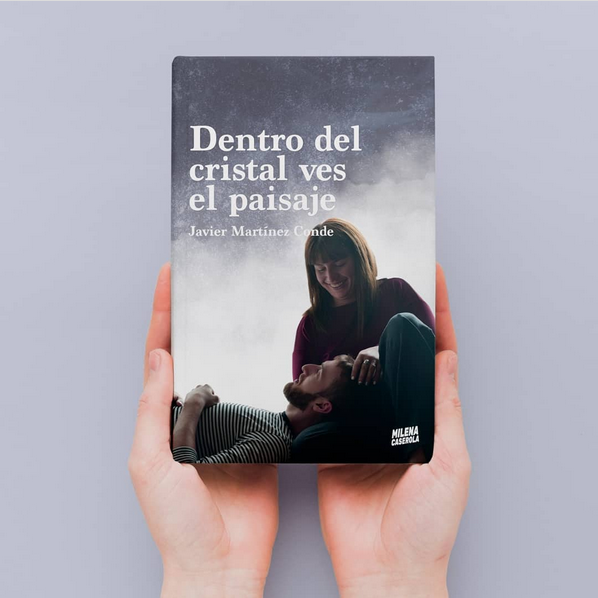 Dentro del
cristal ves
el paisaje
Javier Martínez Conde
MILENA
CASEROLA